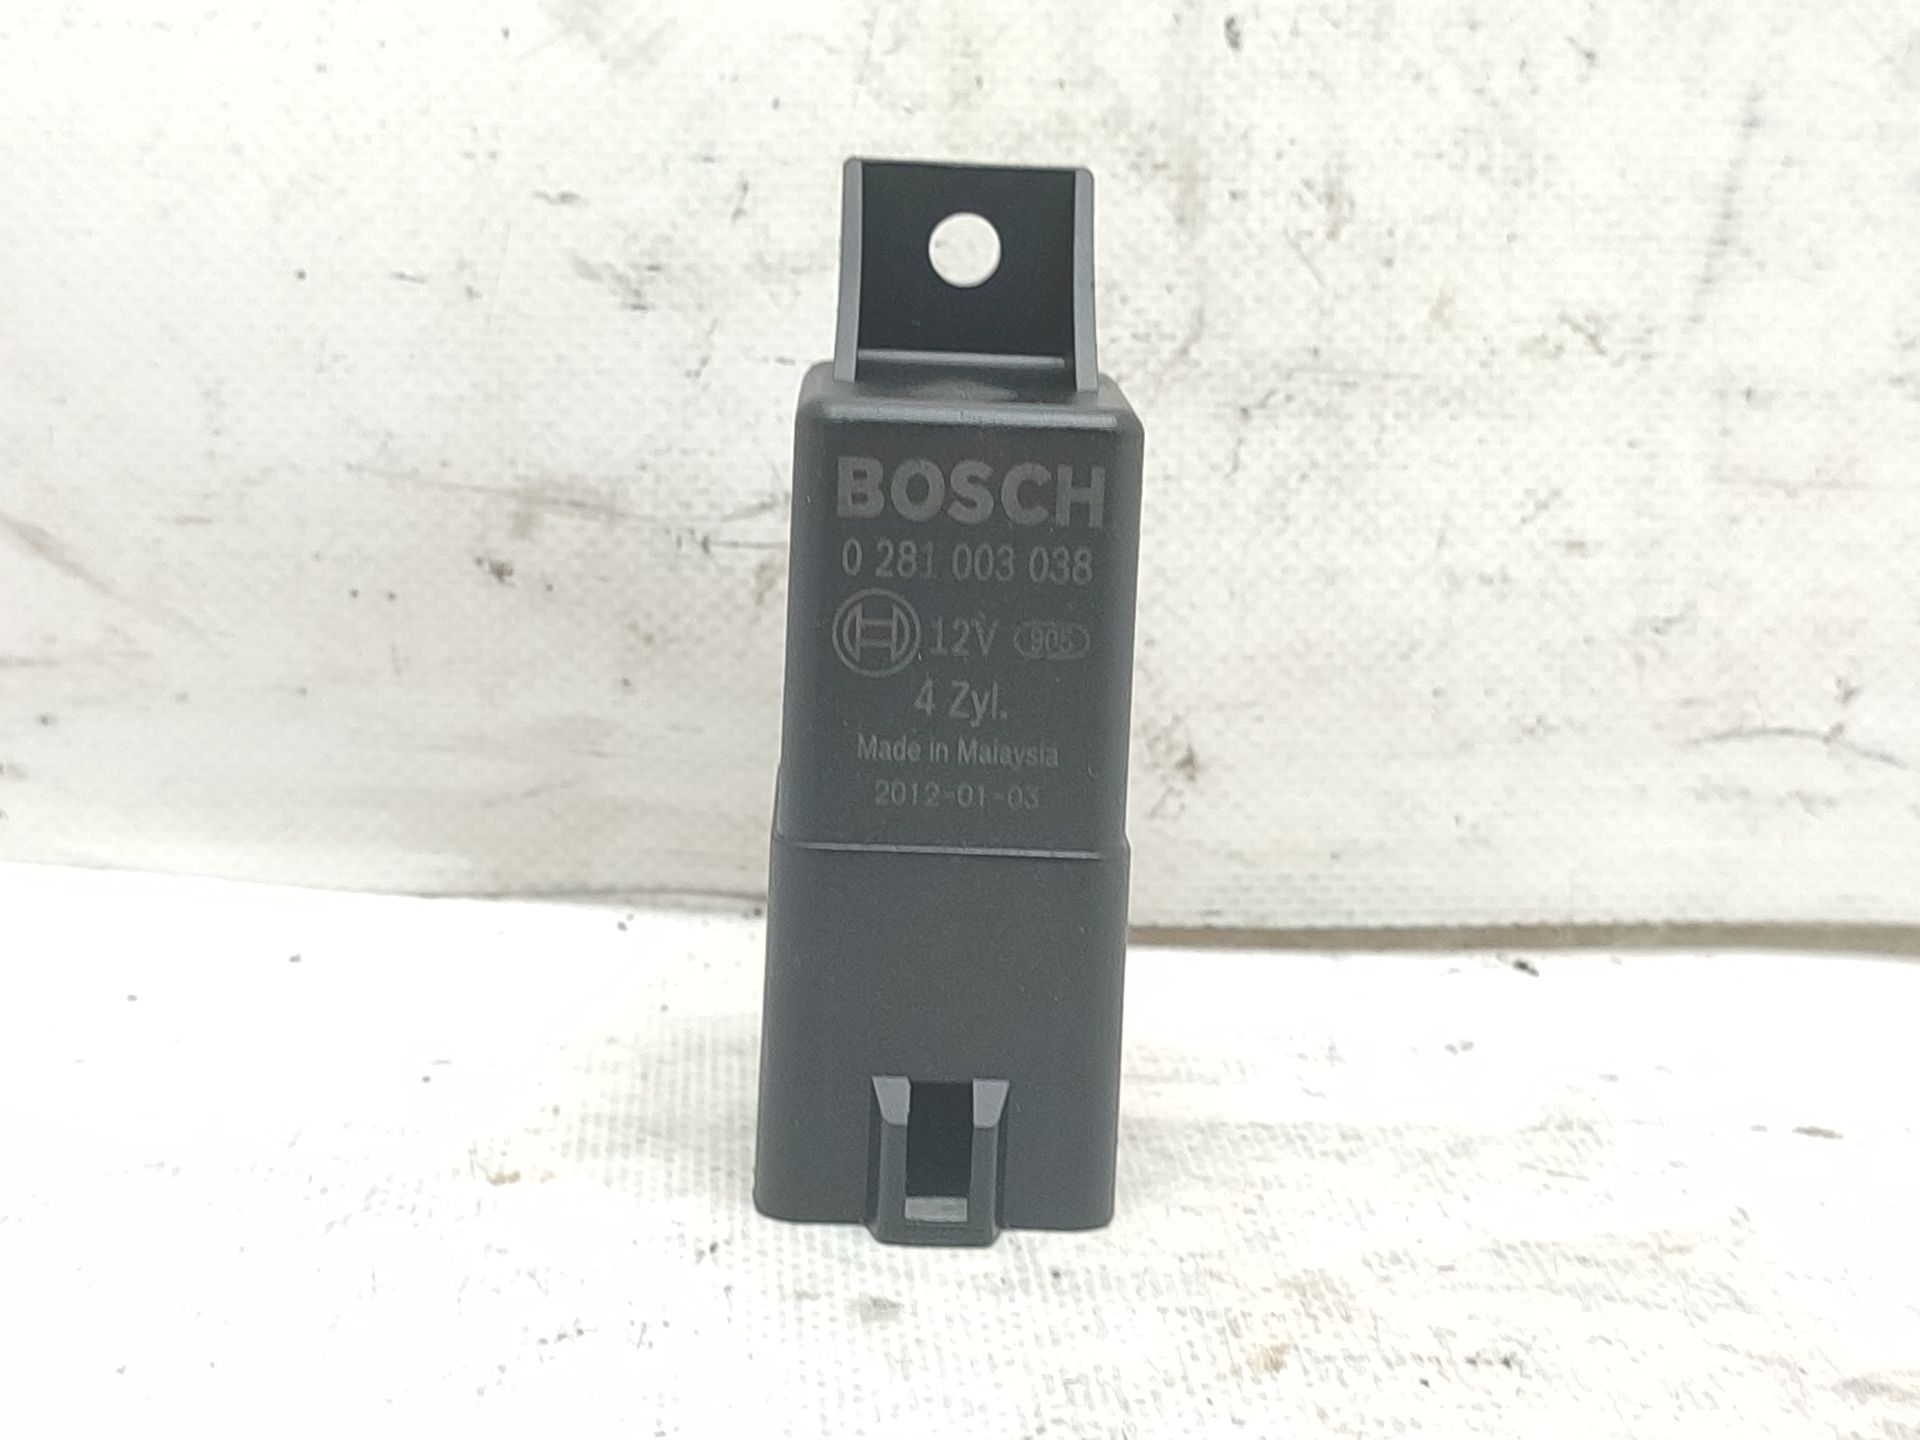 BOSCH
0 281 003 038
12V 905
4 Zyl.
Made in Malaysia
2012-01-03